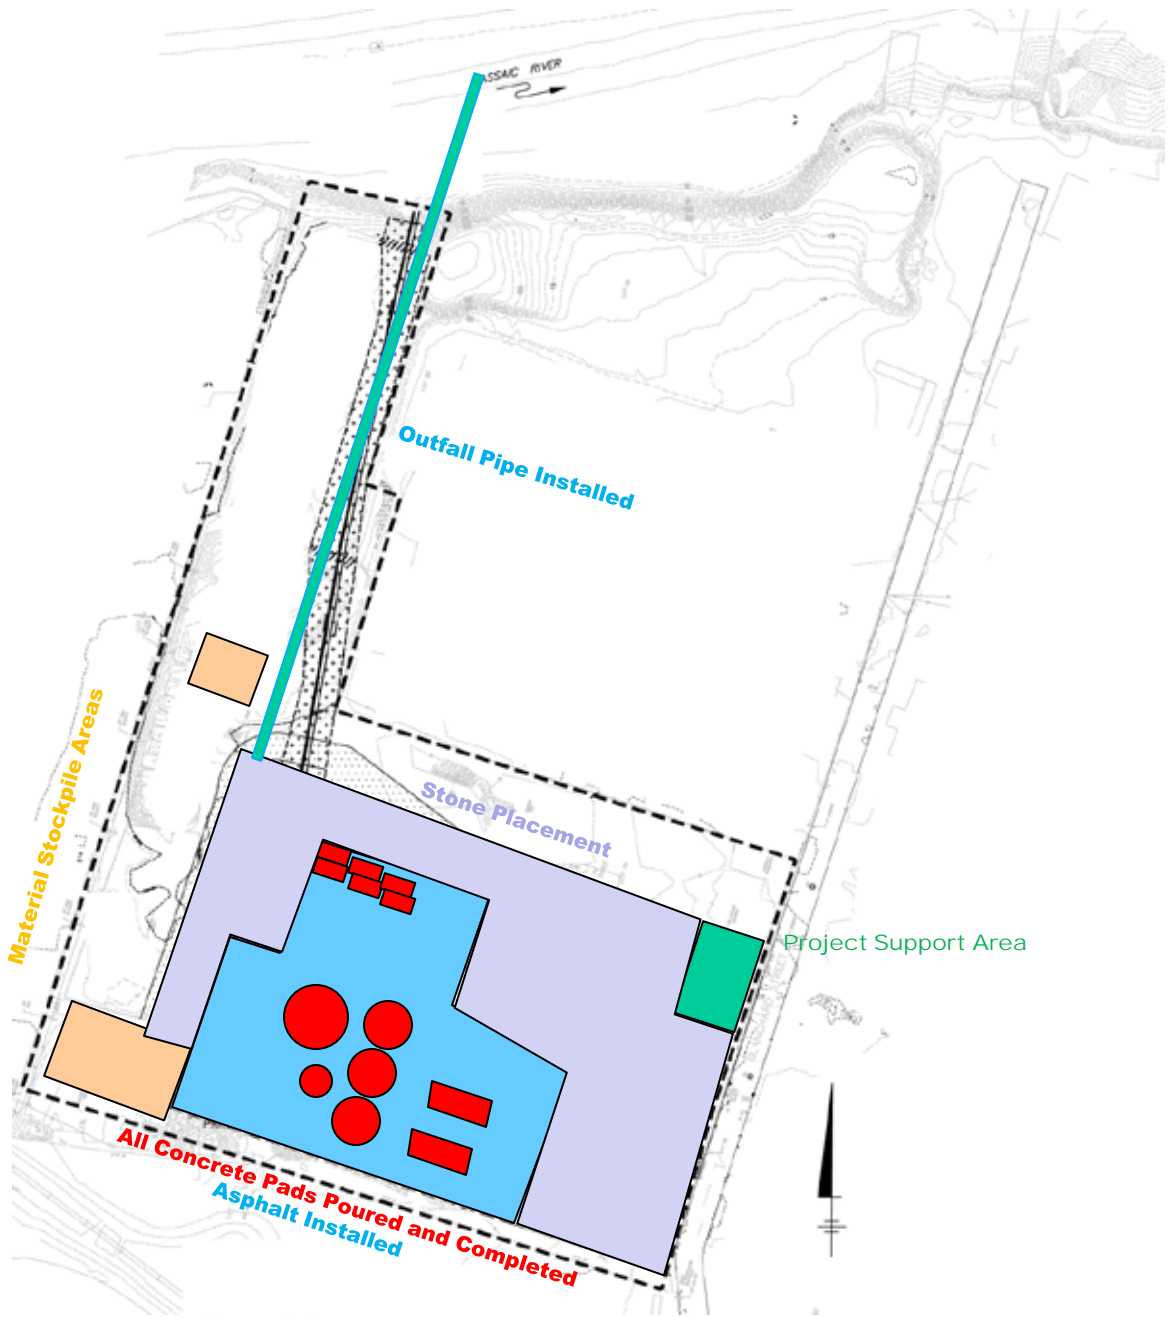 RIVER
Outfall Pipe Installed
Material Stockpile Areas
Stone Placement
Project Support Area
All Concrete Pads Poured and Completed
Asphalt Installed